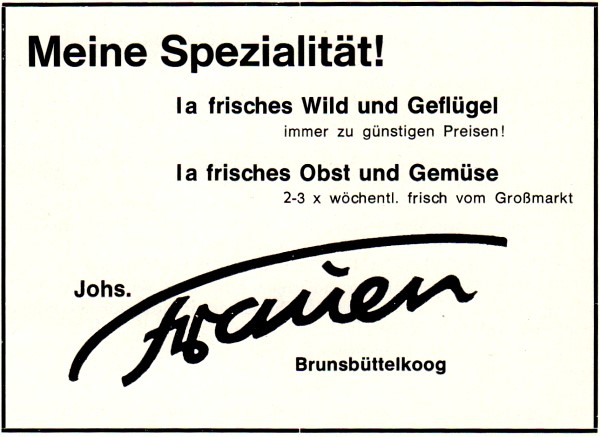 Meine Spezialität!
Ia frisches Wild und Geflügel
immer zu günstigen Preisen!
Ia frisches Obst und Gemüse
2-3 x wöchentl. frisch vom Großmarkt
Johs. Frauen
Brunsbüttelkoog